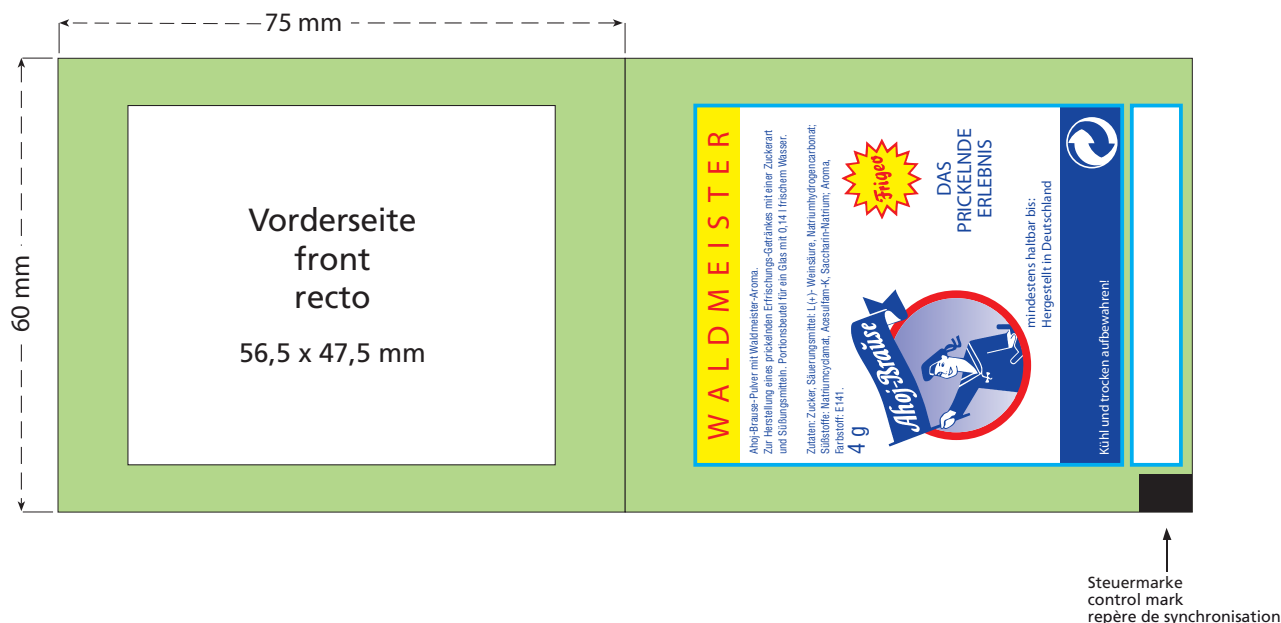 75 mm
60 mm
Vorderseite
front
recto
56,5 x 47,5 mm
WALDMEISTER
Ahoj-Brause-Pulver mit Waldmeister-Aroma.
Zur Herstellung eines prickelnden Erfrischungs-Getränkes mit einer Zuckerart
und Süßungsmitteln. Portionsbeutel für ein Glas mit 0,14 l frischem Wasser.
Zutaten: Zucker, Säuerungsmittel: L(+)- Weinsäure, Natriumhydrogencarbonat;
Süßstoffe: Natriumcyclamat, Acesulfam-K, Saccharin-Natrium; Aroma,
Farbstoff: E141.
4 g
Ahoj-Brause
Frigeo
DAS
PRICKELNDE
ERLEBNIS
mindestens haltbar bis:
Hergestellt in Deutschland
Kühl und trocken aufbewahren!
Steuermarke
control mark
repère de synchronisation